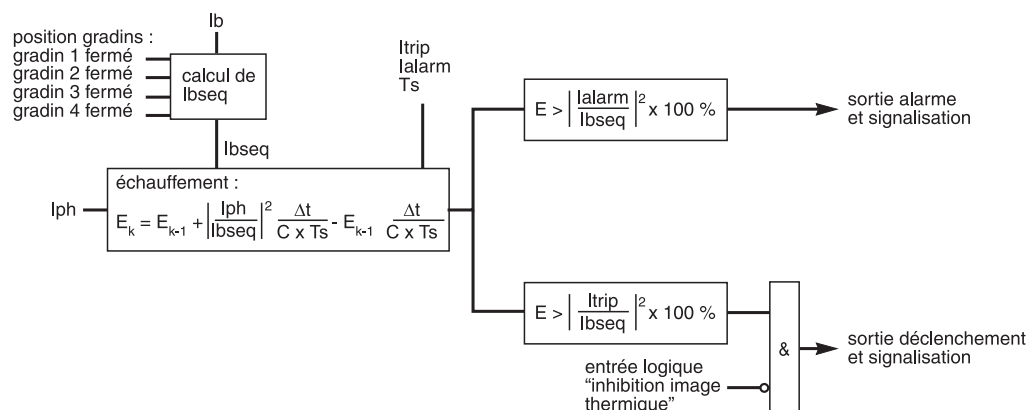 Ib
position gradins :
gradin 1 fermé
gradin 2 fermé
gradin 3 fermé
gradin 4 fermé
calcul de
Ibseq
Itrip
Ialarm
Ts
Ibseq
Iph
échauffement :
E_k = E_{k-1} + |Iph/Ibseq|² Δt/(C x Ts) - E_{k-1} Δt/(C x Ts)
E > |Ialarm/Ibseq|² x 100 %
sortie alarme
et signalisation
E > |Itrip/Ibseq|² x 100 %
&
sortie déclenchement
et signalisation
entrée logique
“inhibition image
thermique”